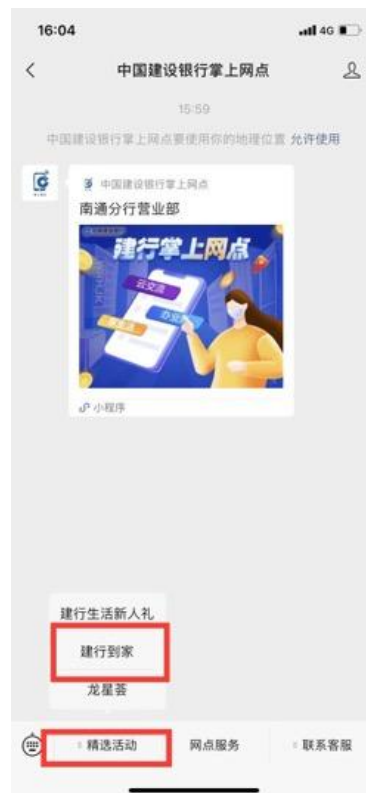 16:04
4G
中国建设银行掌上网点
15:59
中国建设银行掌上网点要使用你的地理位置 允许使用
中国建设银行掌上网点
南通分行营业部
建行掌上网点
云交流
小程序
建行生活新人礼
建行到家
龙星荟
精选活动
网点服务
联系客服